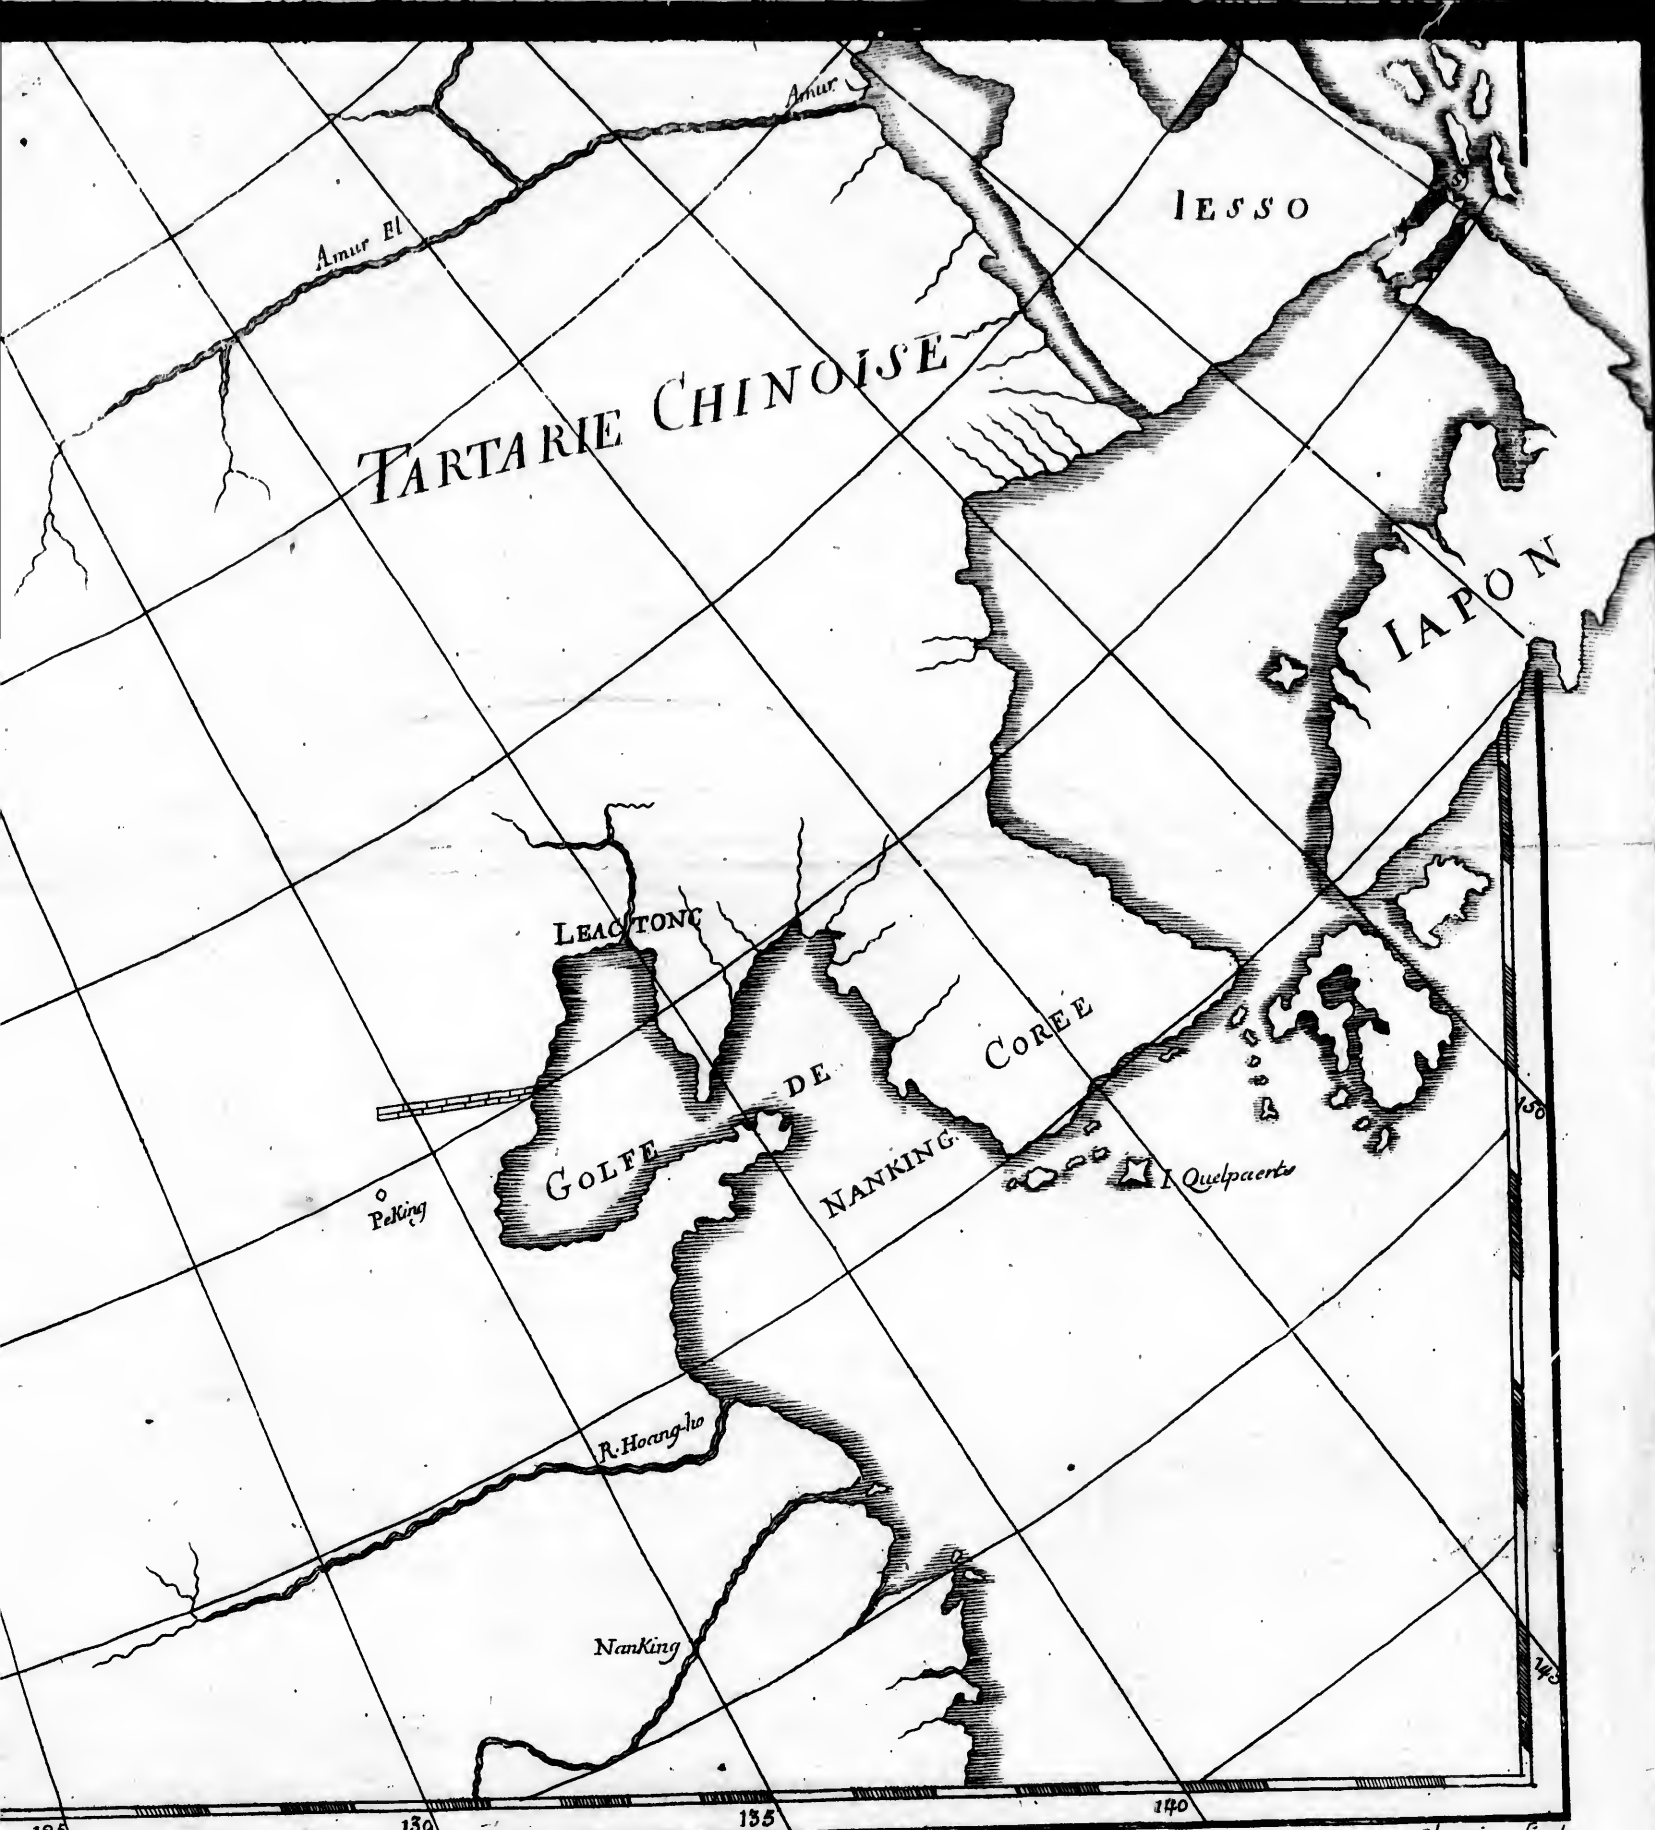 Amur
IESSO
Amur El
TARTARIE CHINOISE
IAPON
LEAOTONG
COREE
GOLFE DE NANKING.
I Quelpaerts
PeKing
150
R. Hoang-ho
NanKing
145
130
135
140